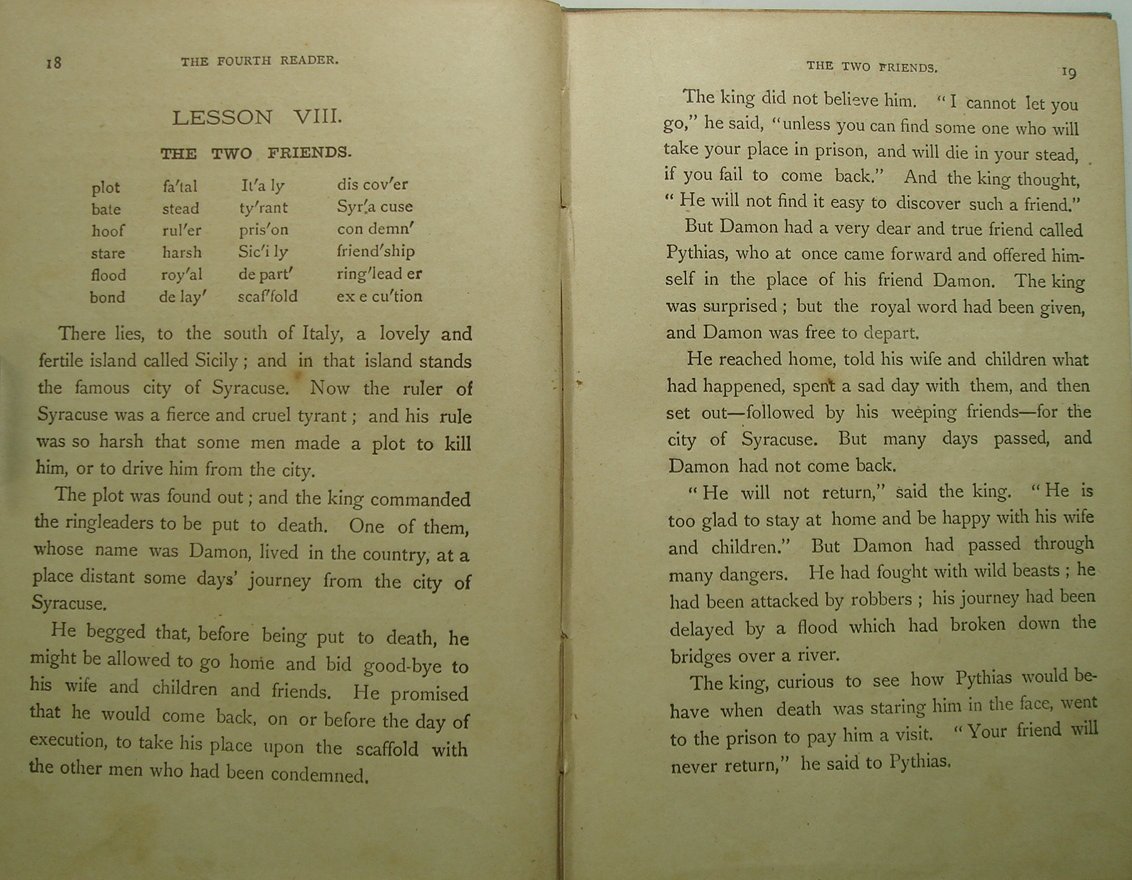 18
THE FOURTH READER.
LESSON VIII.
THE TWO FRIENDS.
plot fa′tal It′a ly dis cov′er
bate stead ty′rant Syr′a cuse
hoof rul′er pris′on con demn′
stare harsh Sic′i ly friend′ship
flood roy′al de part′ ring′lead er
bond de lay′ scaf′fold ex e cu′tion
There lies, to the south of Italy, a lovely and
fertile island called Sicily; and in that island stands
the famous city of Syracuse. Now the ruler of
Syracuse was a fierce and cruel tyrant; and his rule
was so harsh that some men made a plot to kill
him, or to drive him from the city.
The plot was found out; and the king commanded
the ringleaders to be put to death. One of them,
whose name was Damon, lived in the country, at a
place distant some days' journey from the city of
Syracuse.
He begged that, before being put to death, he
might be allowed to go home and bid good-bye to
his wife and children and friends. He promised
that he would come back, on or before the day of
execution, to take his place upon the scaffold with
the other men who had been condemned.
THE TWO FRIENDS.
19
The king did not believe him. "I cannot let you
go," he said, "unless you can find some one who will
take your place in prison, and will die in your stead,
if you fail to come back." And the king thought,
"He will not find it easy to discover such a friend."
But Damon had a very dear and true friend called
Pythias, who at once came forward and offered him-
self in the place of his friend Damon. The king
was surprised; but the royal word had been given,
and Damon was free to depart.
He reached home, told his wife and children what
had happened, spent a sad day with them, and then
set out—followed by his weeping friends—for the
city of Syracuse. But many days passed, and
Damon had not come back.
"He will not return," said the king. "He is
too glad to stay at home and be happy with his wife
and children." But Damon had passed through
many dangers. He had fought with wild beasts; he
had been attacked by robbers; his journey had been
delayed by a flood which had broken down the
bridges over a river.
The king, curious to see how Pythias would be-
have when death was staring him in the face, went
to the prison to pay him a visit. "Your friend will
never return," he said to Pythias.